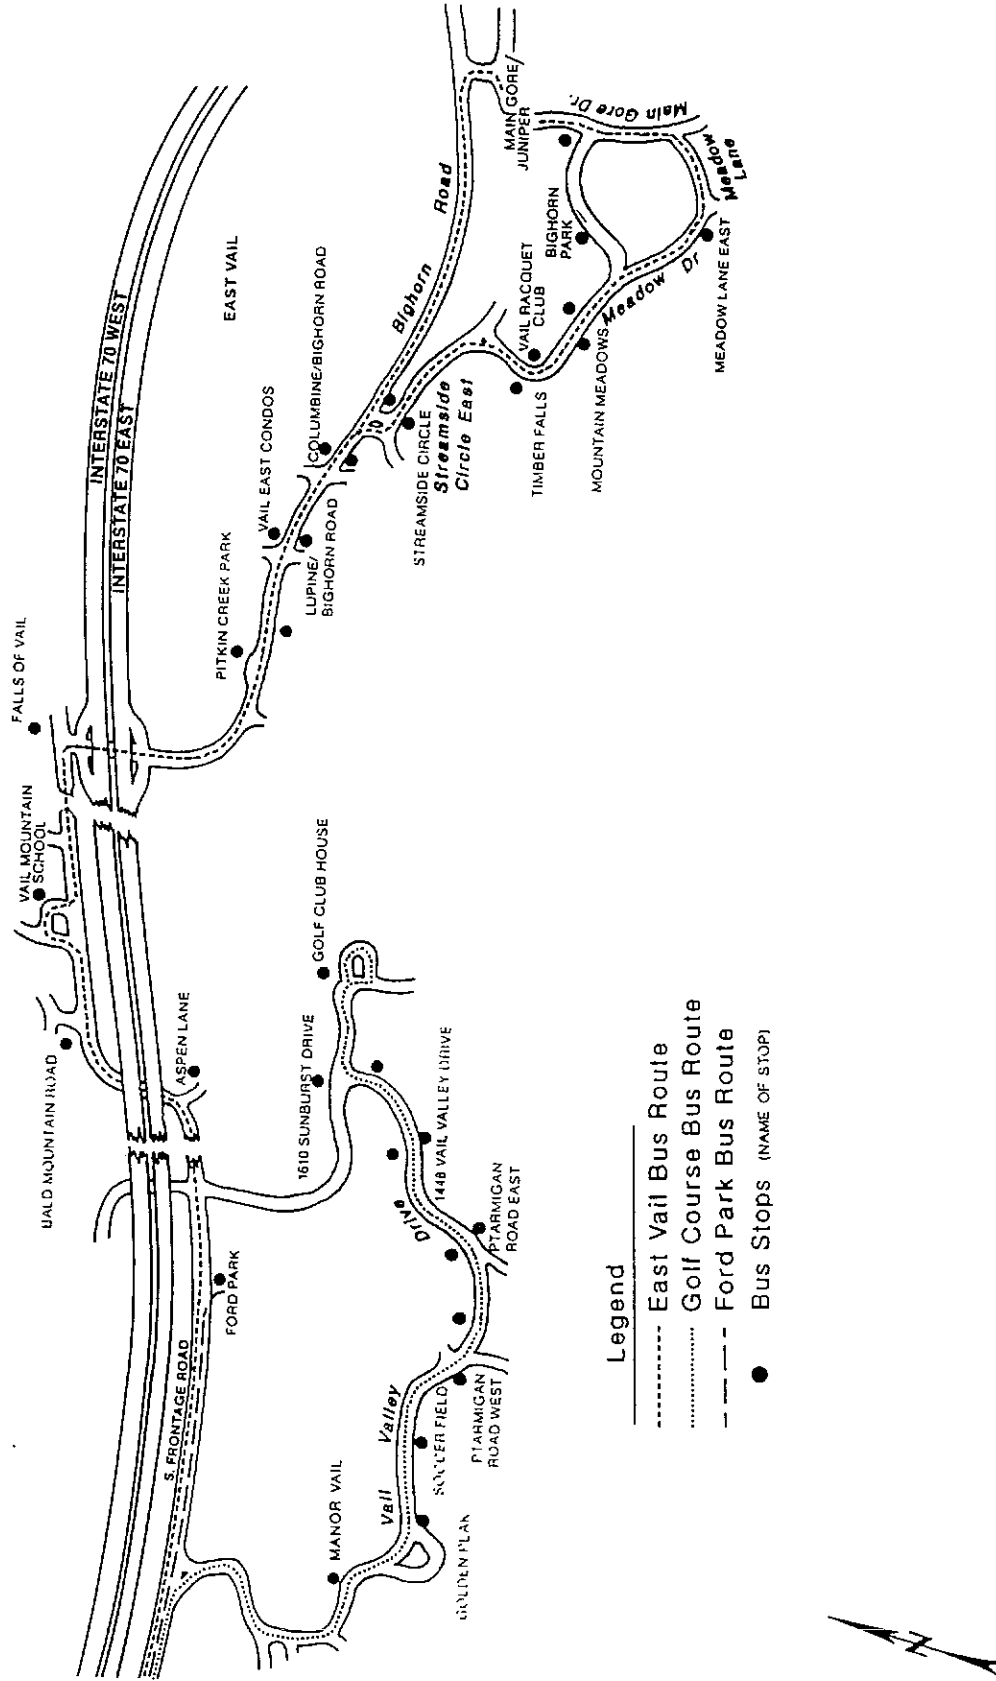 INTERSTATE 70 WEST
INTERSTATE 70 EAST
FALLS OF VAIL
VAIL MOUNTAIN
SCHOOL
BALD MOUNTAIN ROAD
ASPEN LANE
S. FRONTAGE ROAD
FORD PARK
EAST VAIL
PITKIN CREEK PARK
VAIL EAST CONDOS
LUPINE/
BIGHORN ROAD
COLUMBINE/BIGHORN ROAD
Bighorn Road
STREAMSIDE CIRCLE
Streamside
Circle East
MAIN GORE/
JUNIPER
Main Gore Dr.
Meadow
Lane
BIGHORN
PARK
VAIL RACQUET
CLUB
TIMBER FALLS
Meadow Dr
MOUNTAIN MEADOWS
MEADOW LANE EAST
GOLF CLUB HOUSE
1610 SUNBURST DRIVE
1448 VAIL VALLEY DRIVE
PTARMIGAN
ROAD EAST
Vail Valley Drive
MANOR VAIL
SOCCER FIELD
PTARMIGAN
ROAD WEST
GOLDEN PEAK
Legend
East Vail Bus Route
Golf Course Bus Route
Ford Park Bus Route
Bus Stops (NAME OF STOP)
N